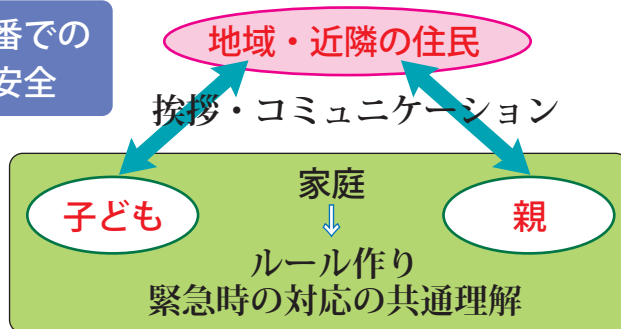 番での
安全
地域・近隣の住民
挨拶・コミュニケーション
家庭
子ども
親
ルール作り
緊急時の対応の共通理解